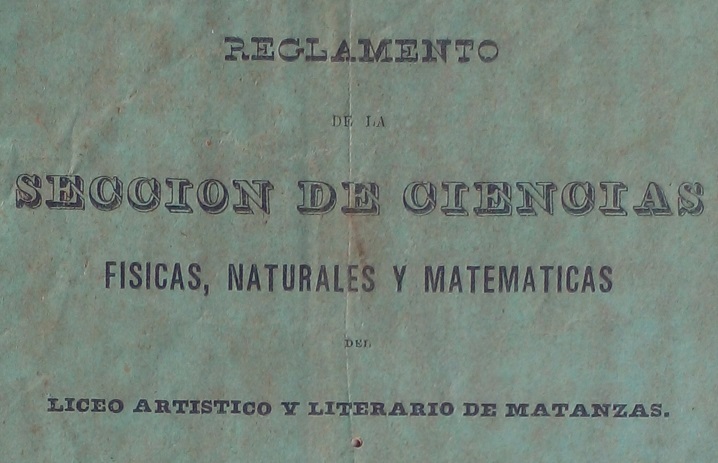 REGLAMENTO
DE LA
SECCION DE CIENCIAS
FISICAS, NATURALES Y MATEMATICAS
DEL
LICEO ARTISTICO Y LITERARIO DE MATANZAS.